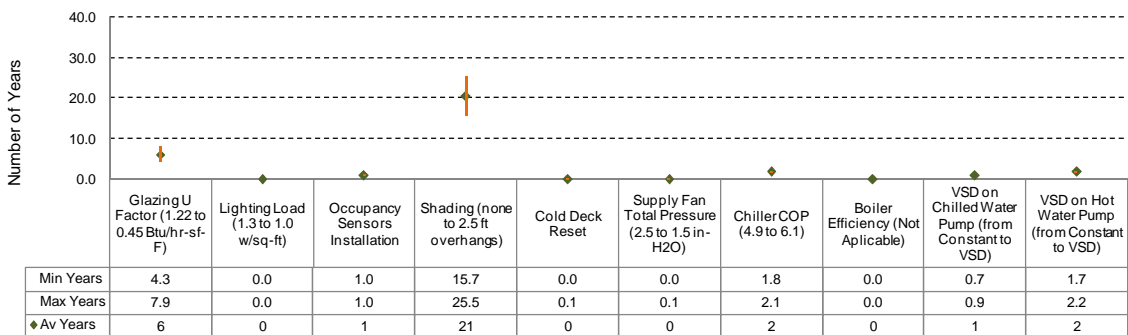 40.0
30.0
20.0
10.0
0.0
Number of Years
Glazing U Factor (1.22 to 0.45 Btu/hr-sf-F)
Lighting Load (1.3 to 1.0 w/sq-ft)
Occupancy Sensors Installation
Shading (none to 2.5 ft overhangs)
Cold Deck Reset
Supply Fan Total Pressure (2.5 to 1.5 in-H2O)
Chiller COP (4.9 to 6.1)
Boiler Efficiency (Not Aplicable)
VSD on Chilled Water Pump (from Constant to VSD)
VSD on Hot Water Pump (from Constant to VSD)
Min Years 4.3 0.0 1.0 15.7 0.0 0.0 1.8 0.0 0.7 1.7
Max Years 7.9 0.0 1.0 25.5 0.1 0.1 2.1 0.0 0.9 2.2
Av Years 6 0 1 21 0 0 2 0 1 2